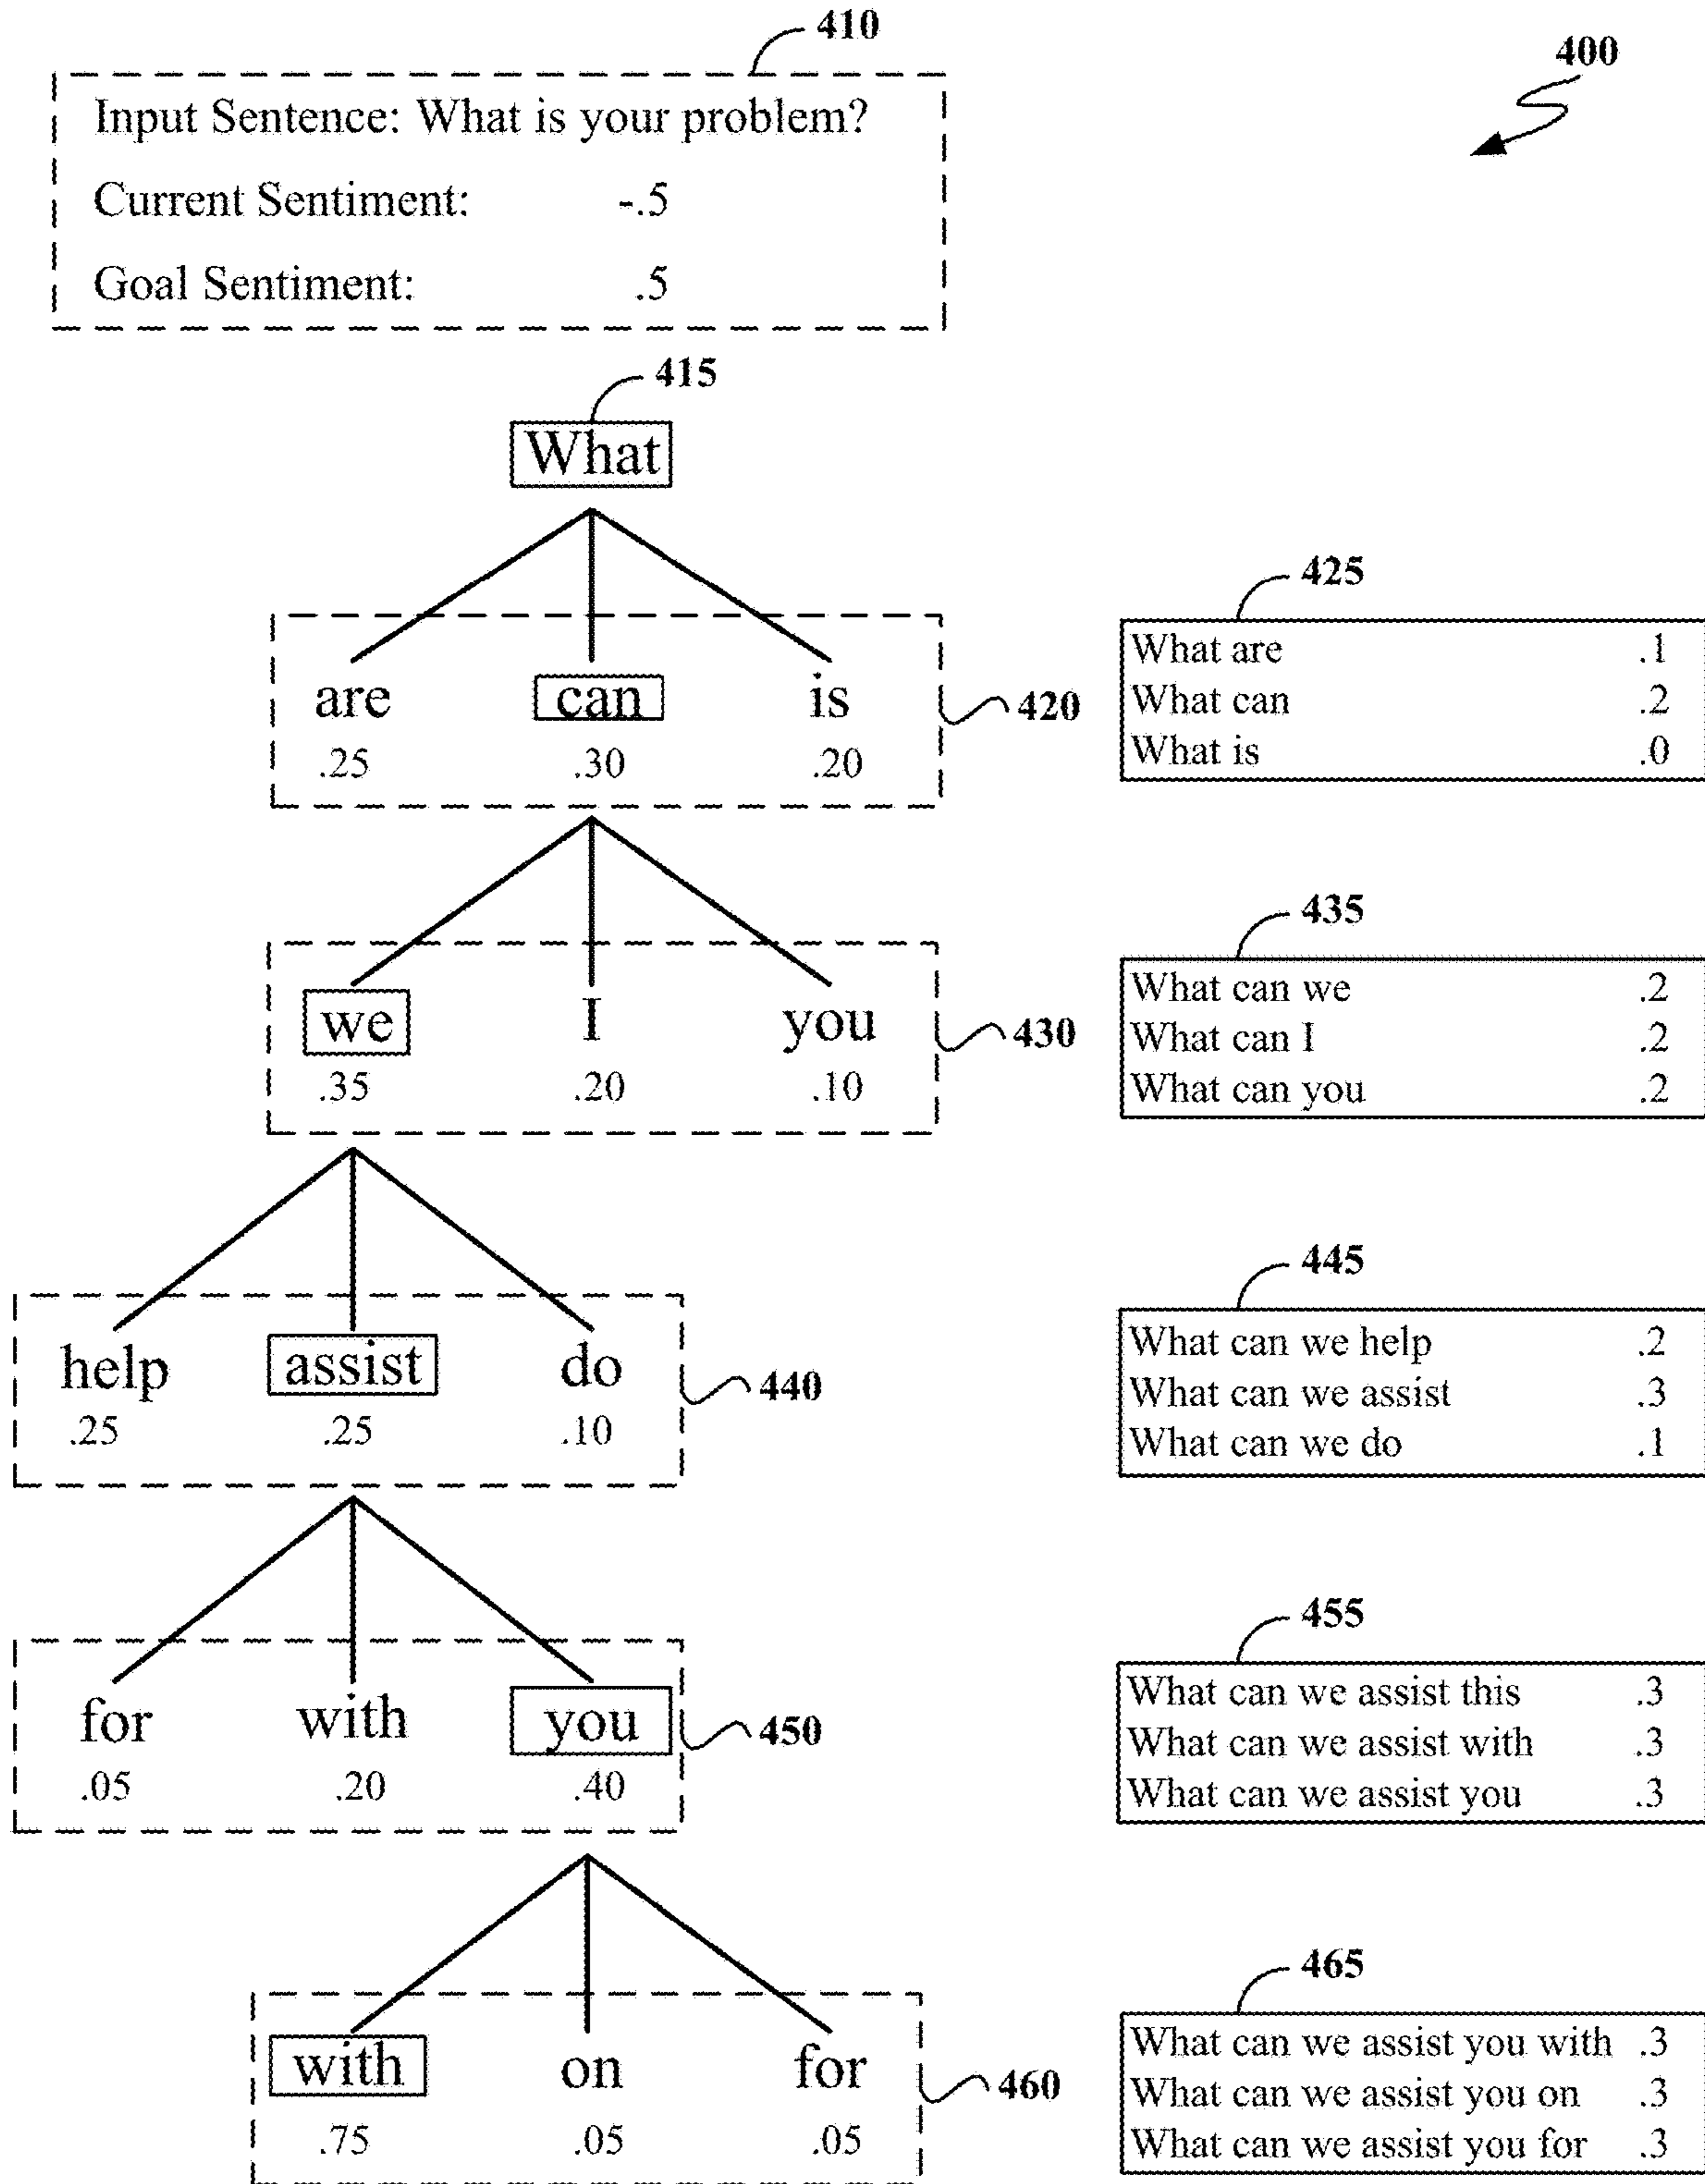 410
400
Input Sentence: What is your problem?
Current Sentiment: -.5
Goal Sentiment: .5
415
What
425
are can is
420
.25 .30 .20
What are .1
What can .2
What is .0
435
we I you
430
.35 .20 .10
What can we .2
What can I .2
What can you .2
445
help assist do
440
.25 .25 .10
What can we help .2
What can we assist .3
What can we do .1
455
for with you
450
.05 .20 .40
What can we assist this .3
What can we assist with .3
What can we assist you .3
465
with on for
460
.75 .05 .05
What can we assist you with .3
What can we assist you on .3
What can we assist you for .3